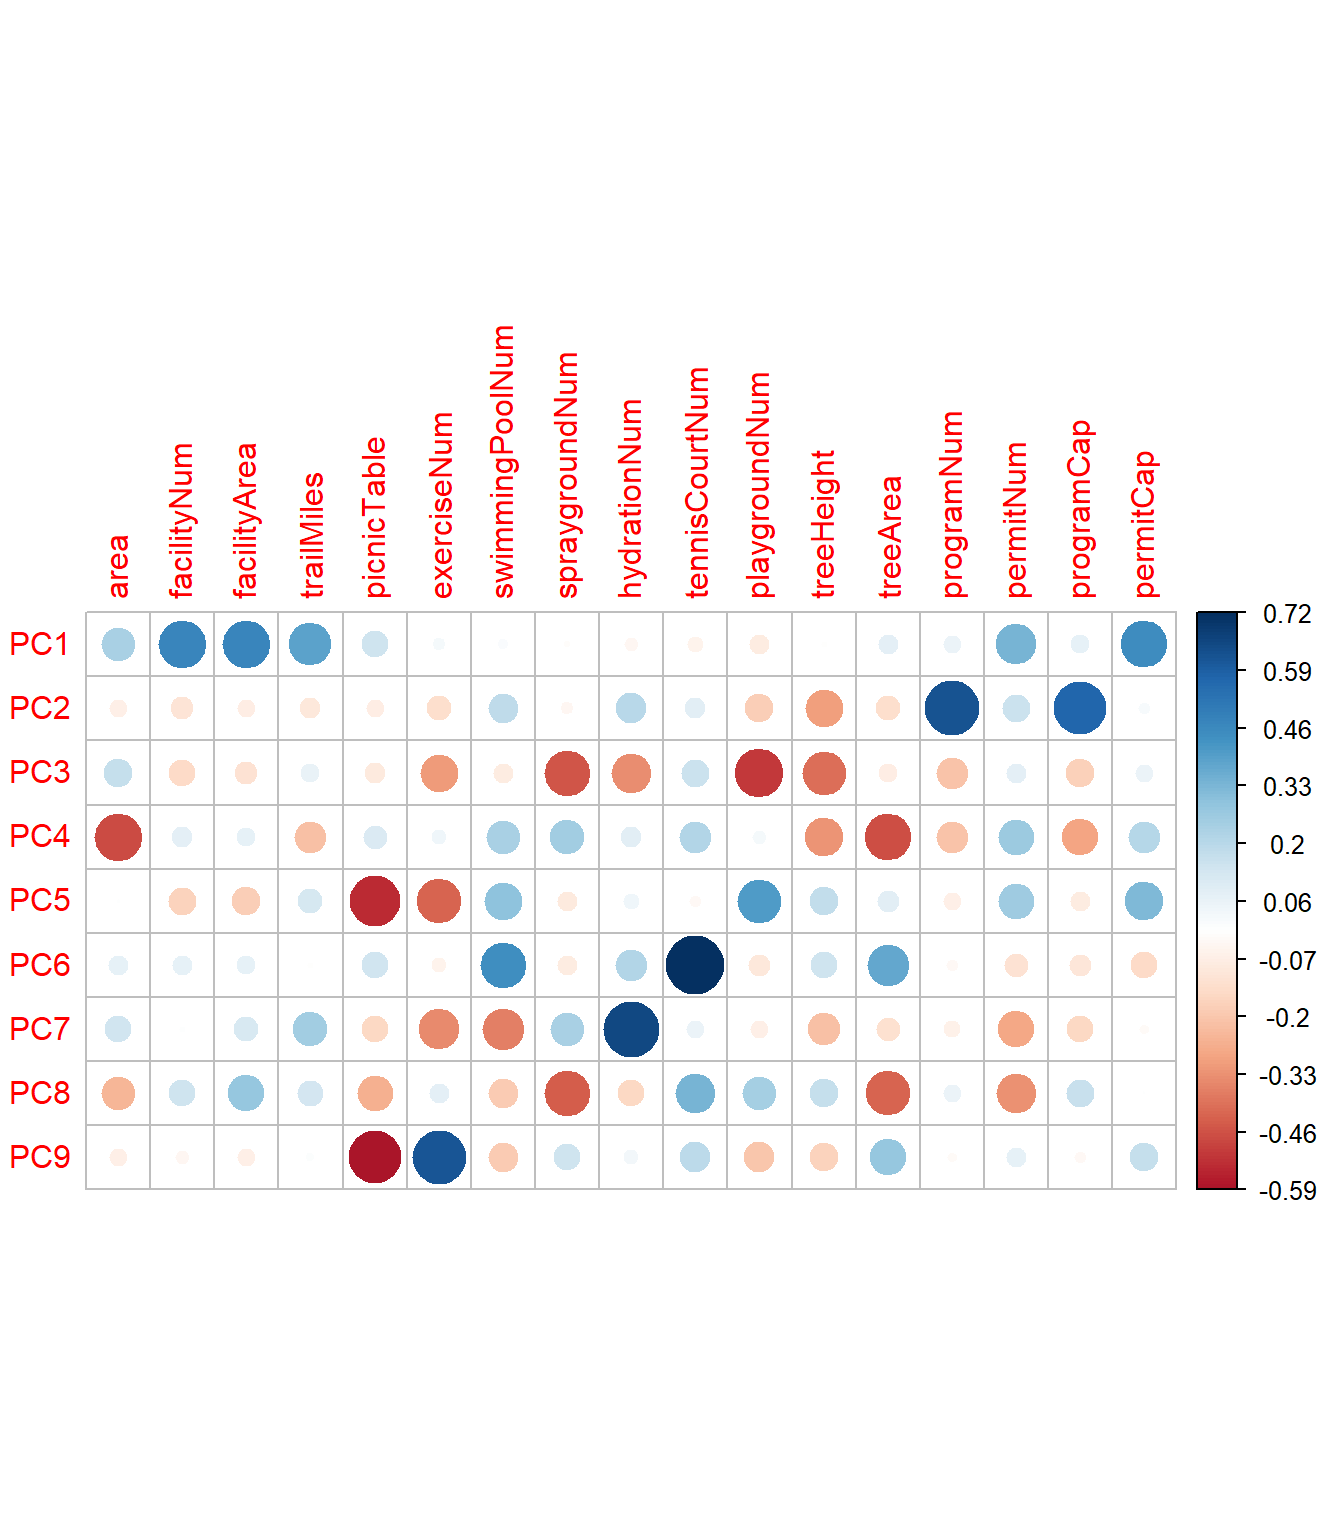 area
facilityNum
facilityArea
trailMiles
picnicTable
exerciseNum
swimmingPoolNum
spraygroundNum
hydrationNum
tennisCourtNum
playgroundNum
treeHeight
treeArea
programNum
permitNum
programCap
permitCap
PC1
PC2
PC3
PC4
PC5
PC6
PC7
PC8
PC9
0.72
0.59
0.46
0.33
0.2
0.06
-0.07
-0.2
-0.33
-0.46
-0.59